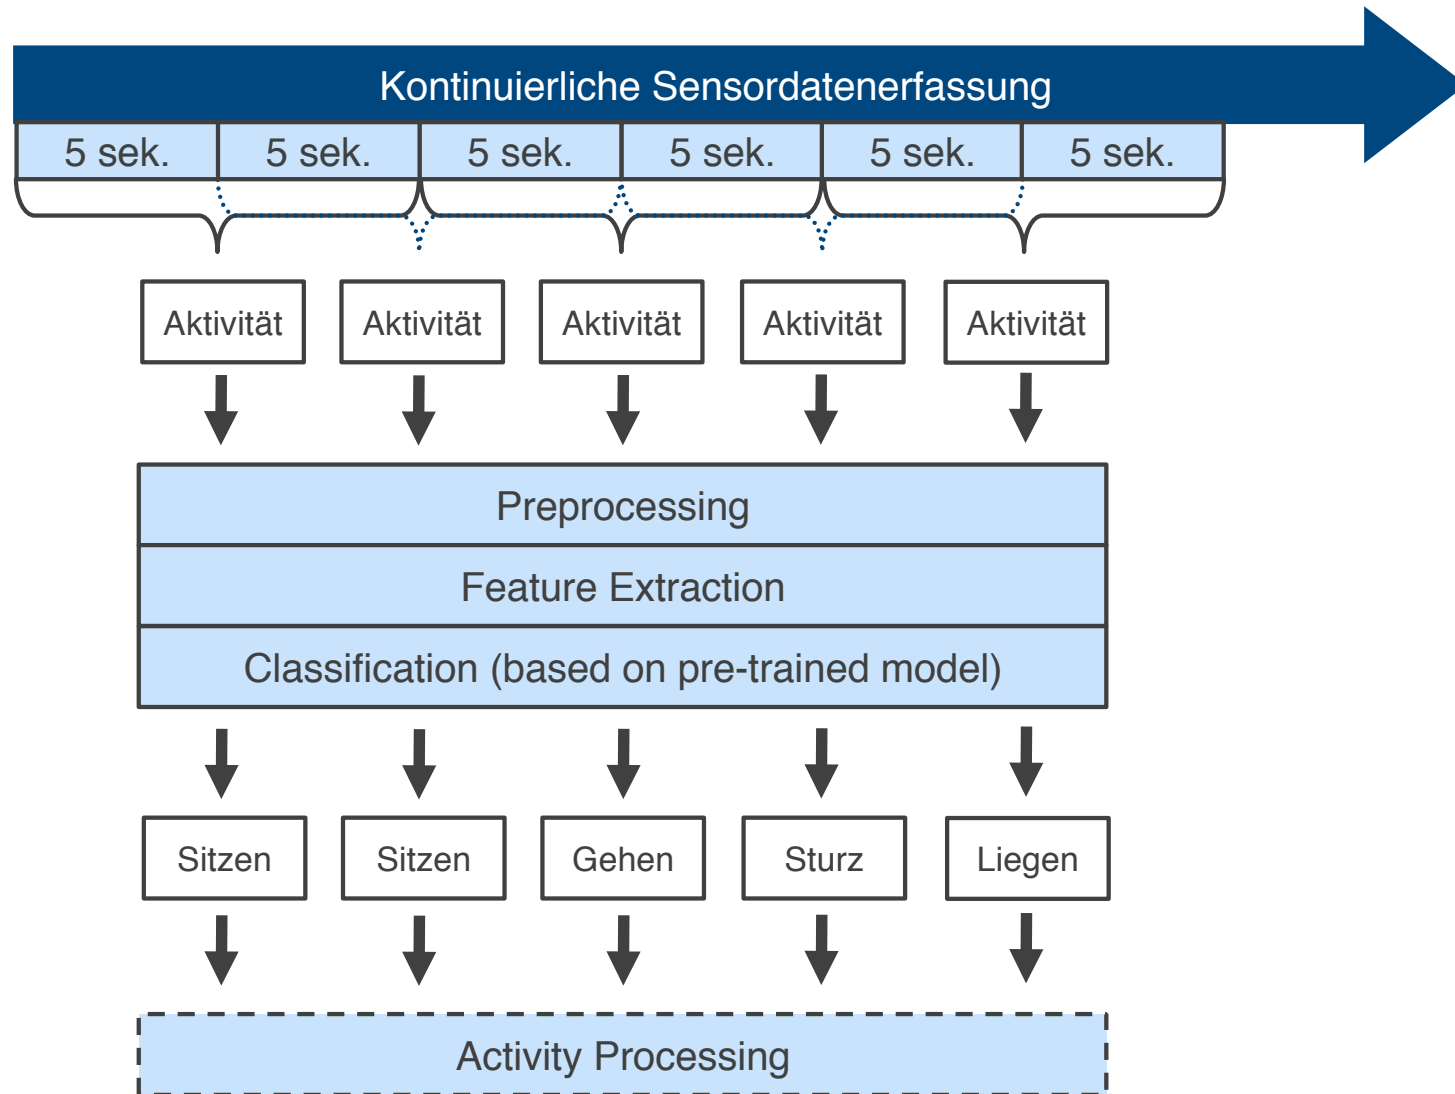 Kontinuierliche Sensordatenerfassung
5 sek. 5 sek. 5 sek. 5 sek. 5 sek. 5 sek.
Aktivität Aktivität Aktivität Aktivität Aktivität
Preprocessing
Feature Extraction
Classification (based on pre-trained model)
Sitzen Sitzen Gehen Sturz Liegen
Activity Processing